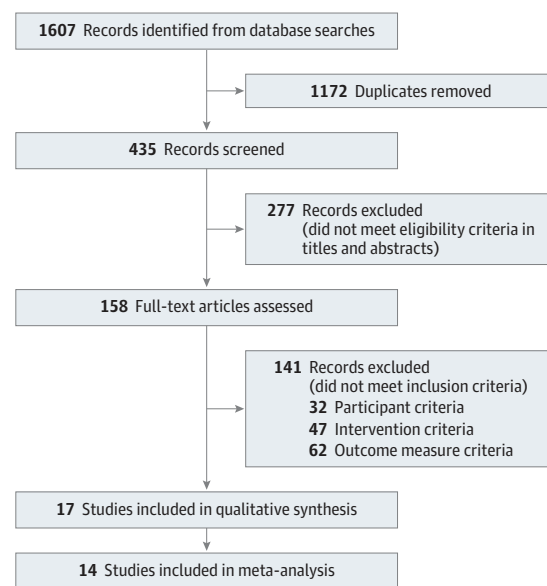 1607 Records identified from database searches
1172 Duplicates removed
435 Records screened
277 Records excluded
(did not meet eligibility criteria in
titles and abstracts)
158 Full-text articles assessed
141 Records excluded
(did not meet inclusion criteria)
32 Participant criteria
47 Intervention criteria
62 Outcome measure criteria
17 Studies included in qualitative synthesis
14 Studies included in meta-analysis